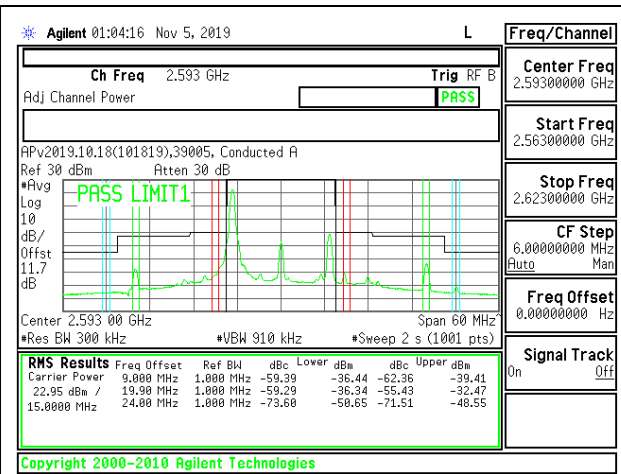 Agilent 01:04:16 Nov 5, 2019 L
Freq/Channel
Ch Freq 2.593 GHz Trig RF B
Adj Channel Power PASS
APv2019.10.18(101819),39005, Conducted A
Ref 30 dBm Atten 30 dB
#Avg
Log
10
dB/
Offst
11.7
dB
PASS LIMIT1
Center 2.593 00 GHz Span 60 MHz^
#Res BW 300 kHz #VBW 910 kHz #Sweep 2 s (1001 pts)
RMS Results Freq Offset Ref BW dBc Lower dBm dBc Upper dBm
Carrier Power 9.000 MHz 1.000 MHz -59.39 -36.44 -62.36 -39.41
22.95 dBm / 19.90 MHz 1.000 MHz -59.29 -36.34 -55.43 -32.47
15.0000 MHz 24.00 MHz 1.000 MHz -73.60 -50.65 -71.51 -48.55
Center Freq
2.59300000 GHz
Start Freq
2.56300000 GHz
Stop Freq
2.62300000 GHz
CF Step
6.00000000 MHz
Auto Man
Freq Offset
0.00000000 Hz
Signal Track
On Off
Copyright 2000-2010 Agilent Technologies